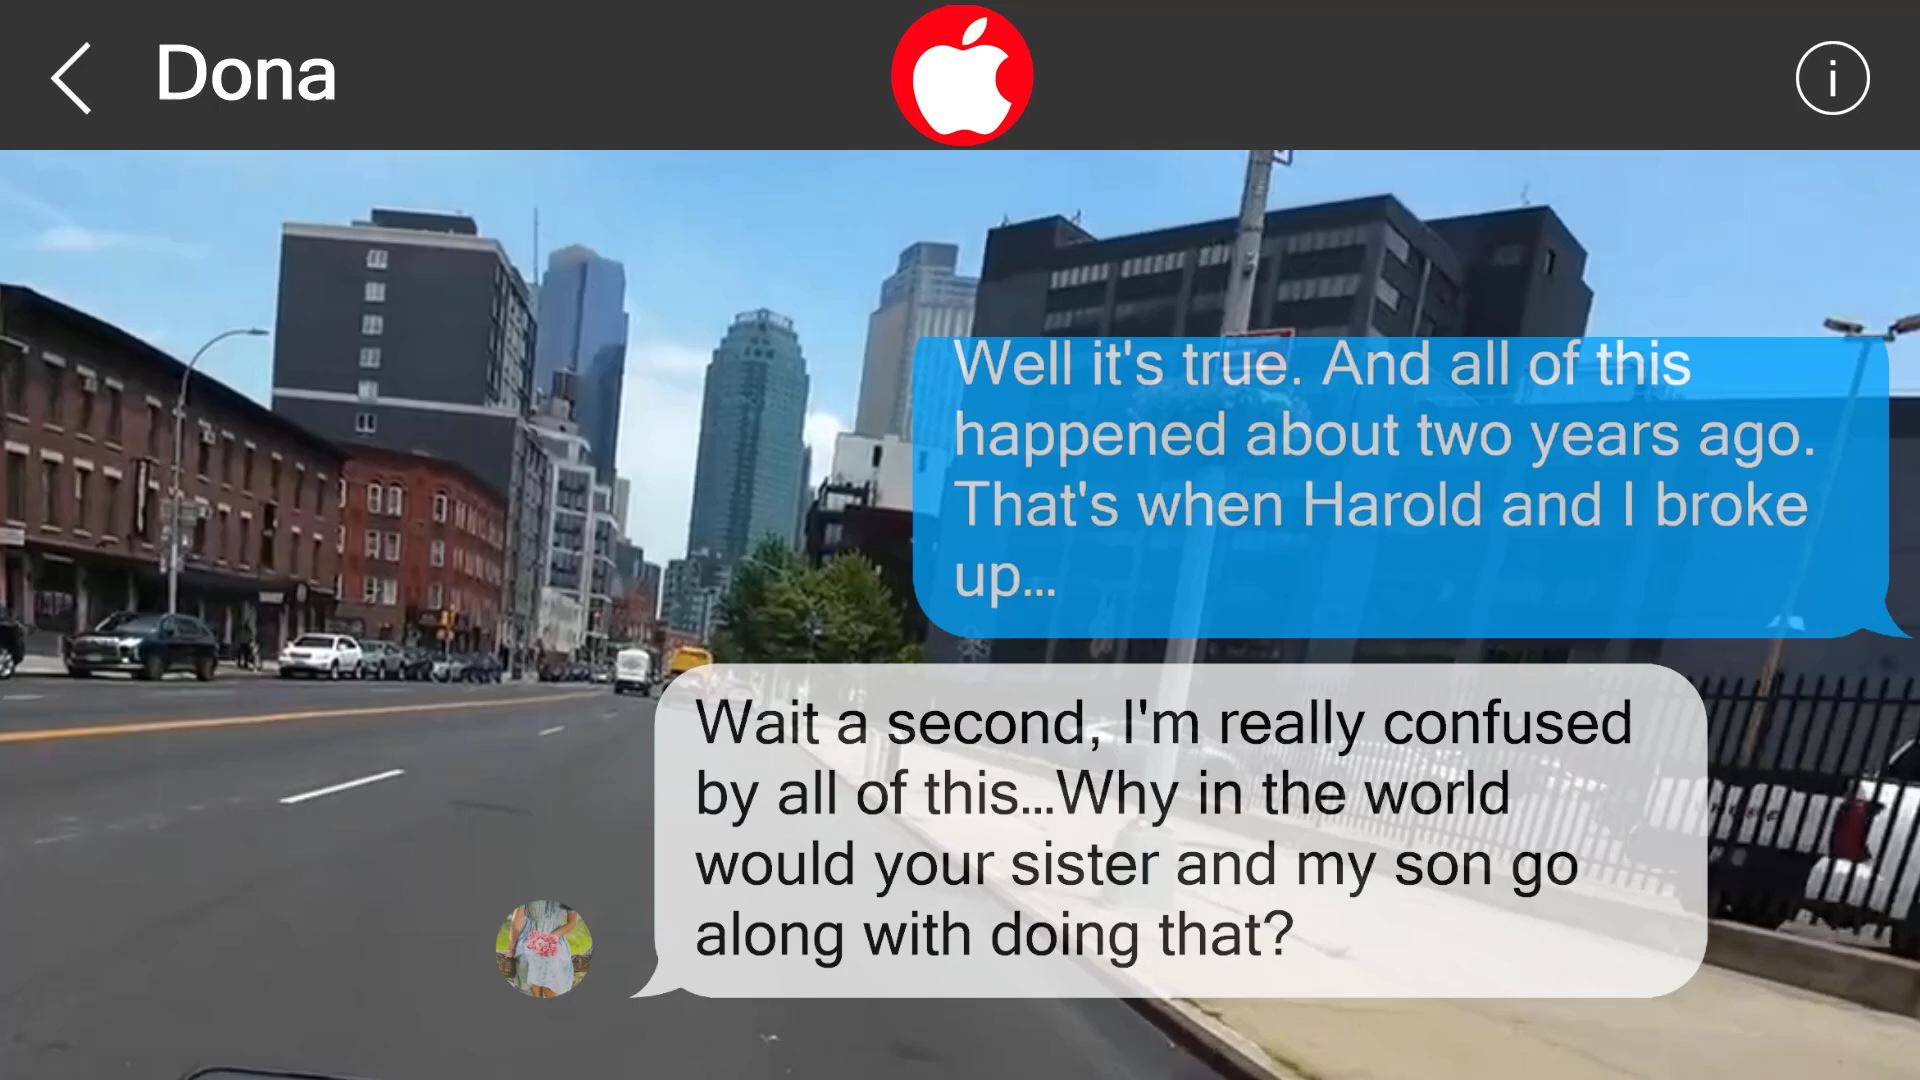 Dona
Well it's true. And all of this
happened about two years ago.
That's when Harold and I broke
up...
Wait a second, I'm really confused
by all of this...Why in the world
would your sister and my son go
along with doing that?